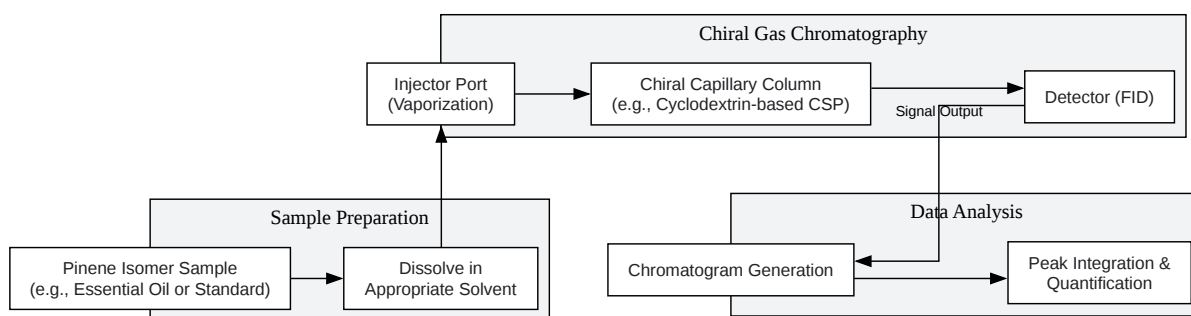 Chiral Gas Chromatography
Injector Port
(Vaporization)
Chiral Capillary Column
(e.g., Cyclodextrin-based CSP)
Detector (FID)
Signal Output
Sample Preparation
Pinene Isomer Sample
(e.g., Essential Oil or Standard)
Dissolve in
Appropriate Solvent
Data Analysis
Chromatogram Generation
Peak Integration &
Quantification